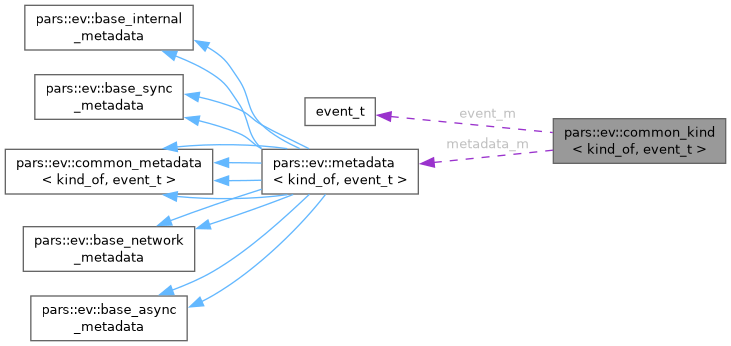 pars::ev::base_internal
_metadata
pars::ev::base_sync
_metadata
event_t
event_m
pars::ev::common_kind
< kind_of, event_t >
metadata_m
pars::ev::common_metadata
< kind_of, event_t >
pars::ev::metadata
< kind_of, event_t >
pars::ev::base_network
_metadata
pars::ev::base_async
_metadata